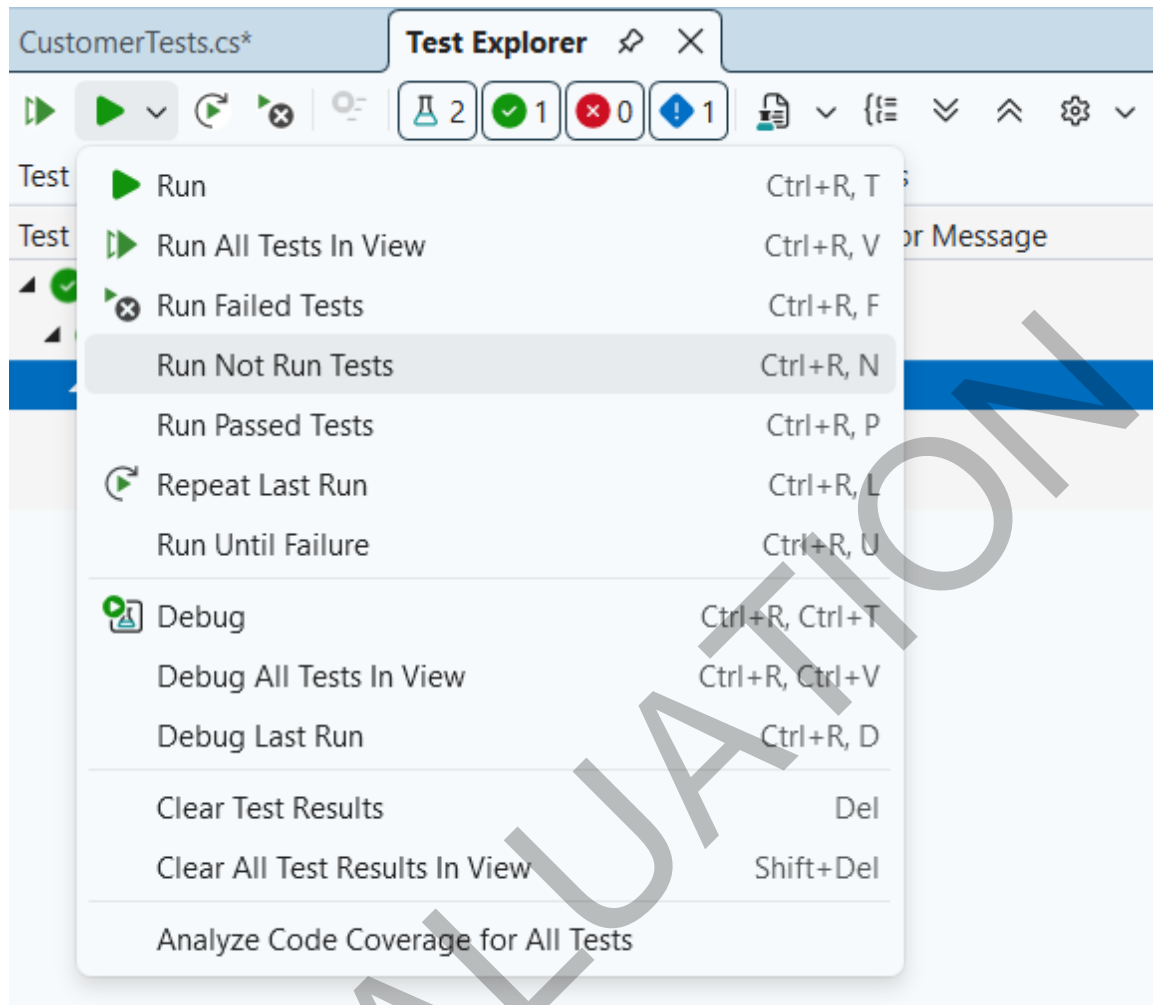 CustomerTests.cs* Test Explorer
2 1 0 1
Test
Run Ctrl+R, T
Test or Message
Run All Tests In View Ctrl+R, V
Run Failed Tests Ctrl+R, F
Run Not Run Tests Ctrl+R, N
Run Passed Tests Ctrl+R, P
Repeat Last Run Ctrl+R, L
Run Until Failure Ctrl+R, U
Debug Ctrl+R, Ctrl+T
Debug All Tests In View Ctrl+R, Ctrl+V
Debug Last Run Ctrl+R, D
Clear Test Results Del
Clear All Test Results In View Shift+Del
Analyze Code Coverage for All Tests
ALUATION